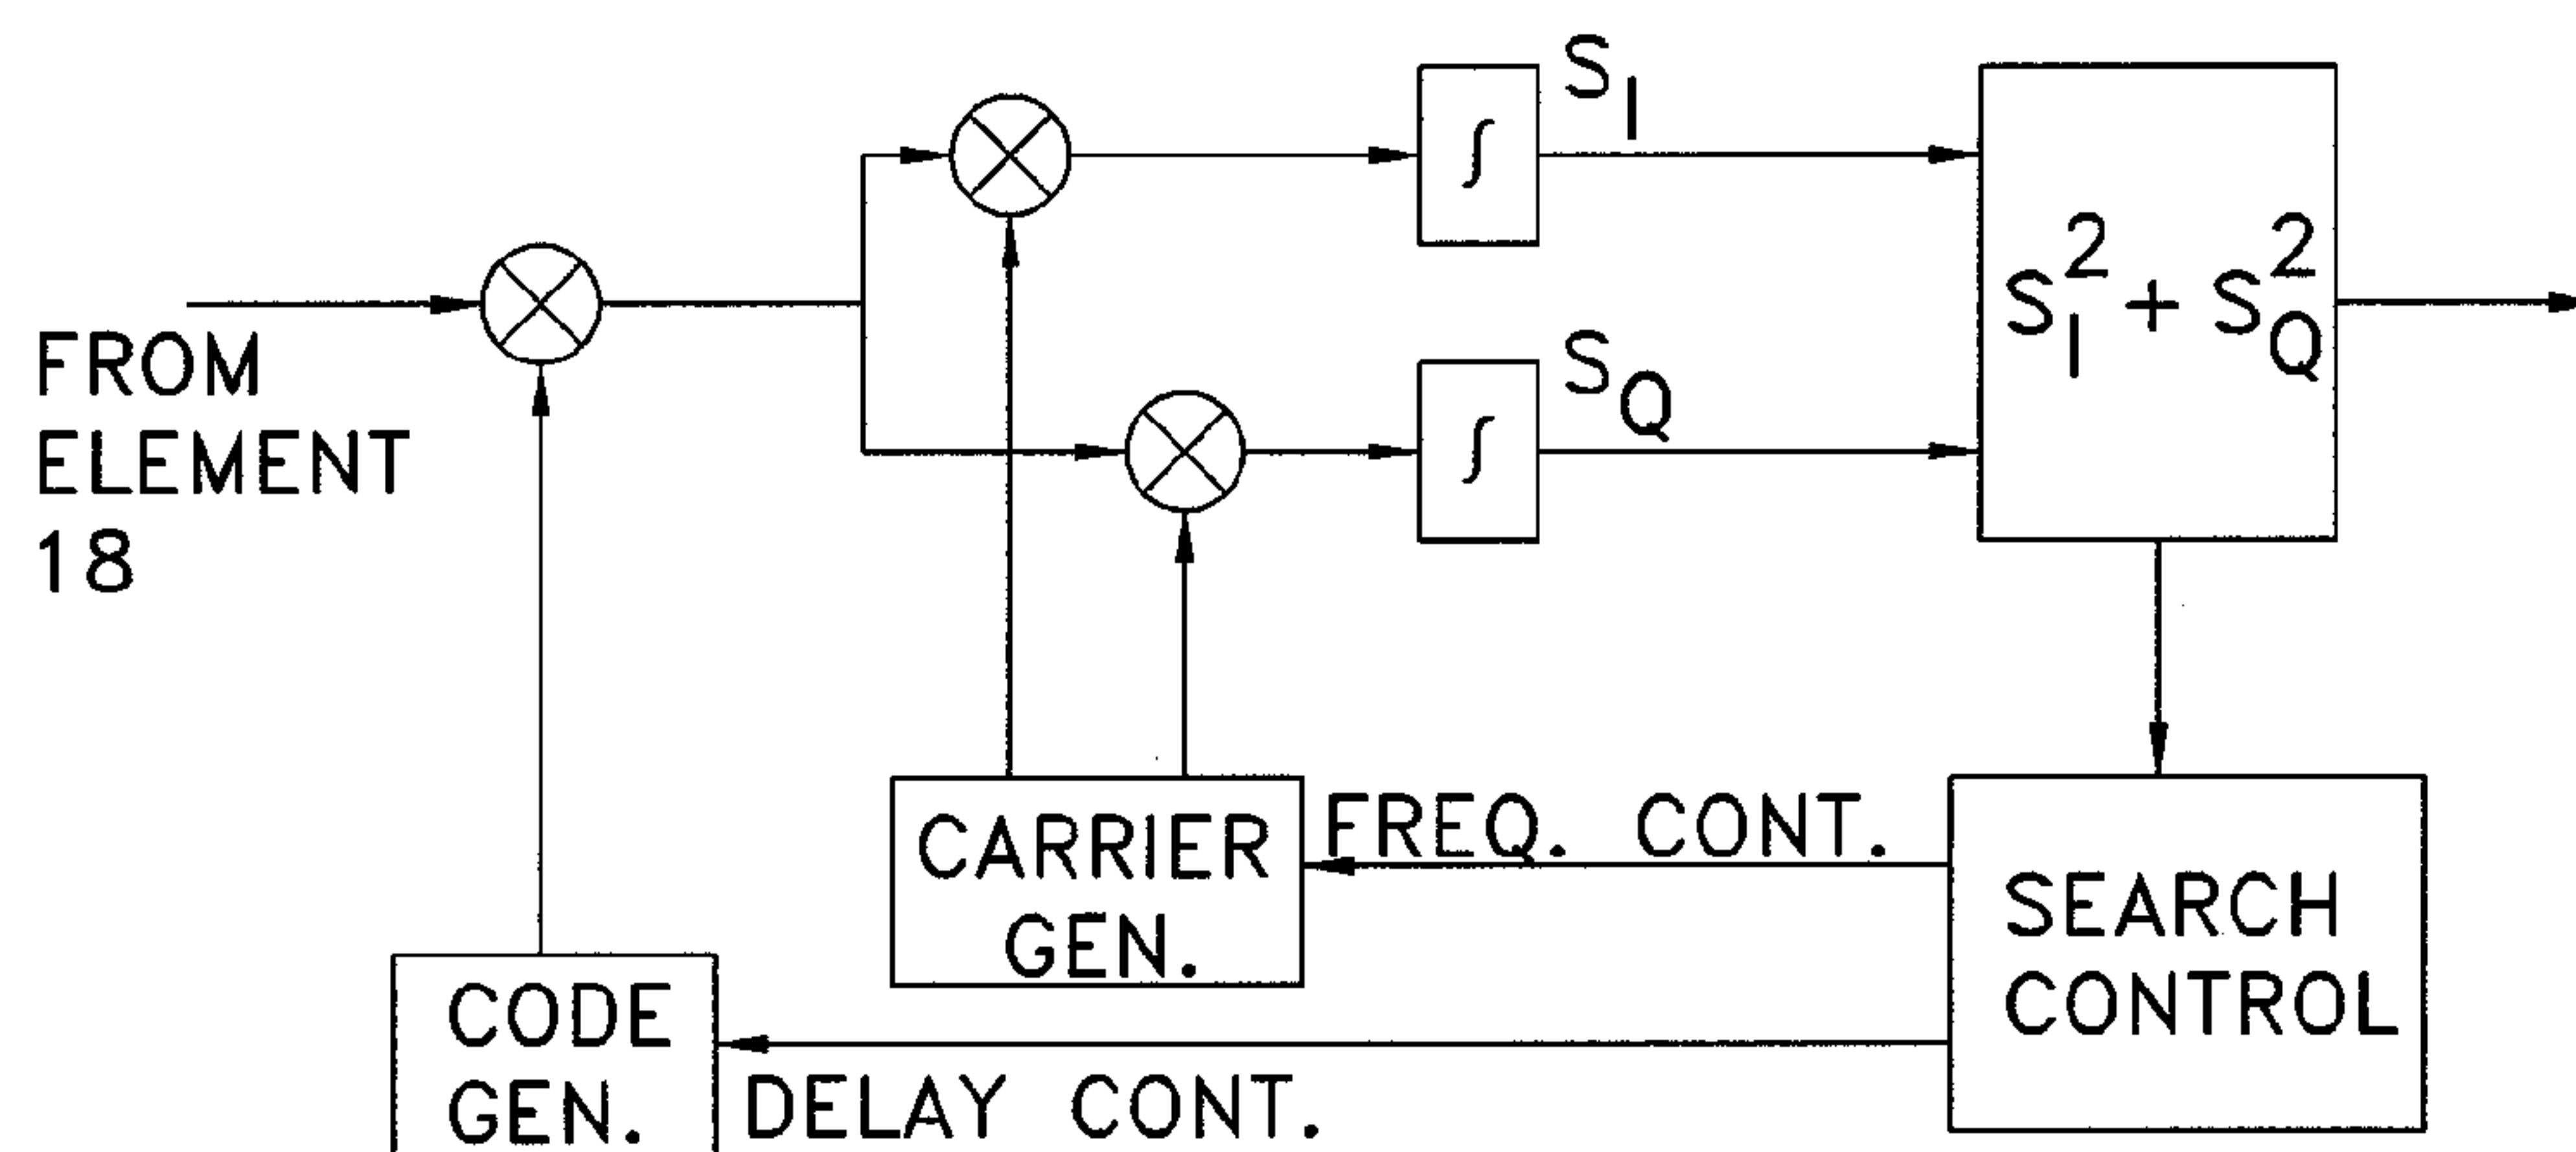 S_I
S_I^2 + S_Q^2
FROM
ELEMENT
18
S_Q
∫
∫
CARRIER
GEN.
FREQ. CONT.
SEARCH
CONTROL
CODE
GEN.
DELAY CONT.